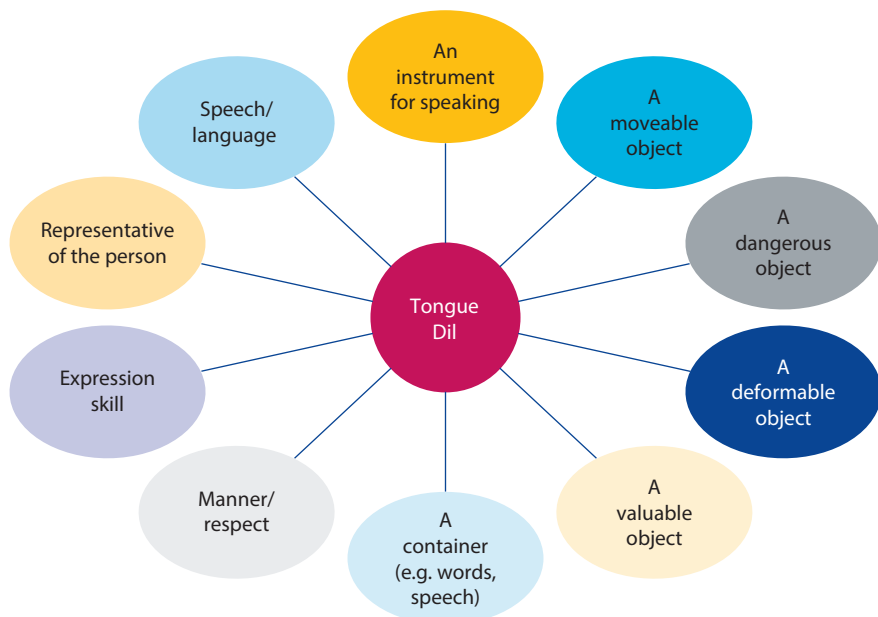 An
instrument
for speaking
A
moveable
object
A
dangerous
object
A
deformable
object
A
valuable
object
A
container
(e.g. words,
speech)
Manner/
respect
Expression
skill
Representative
of the person
Speech/
language
Tongue
Dil